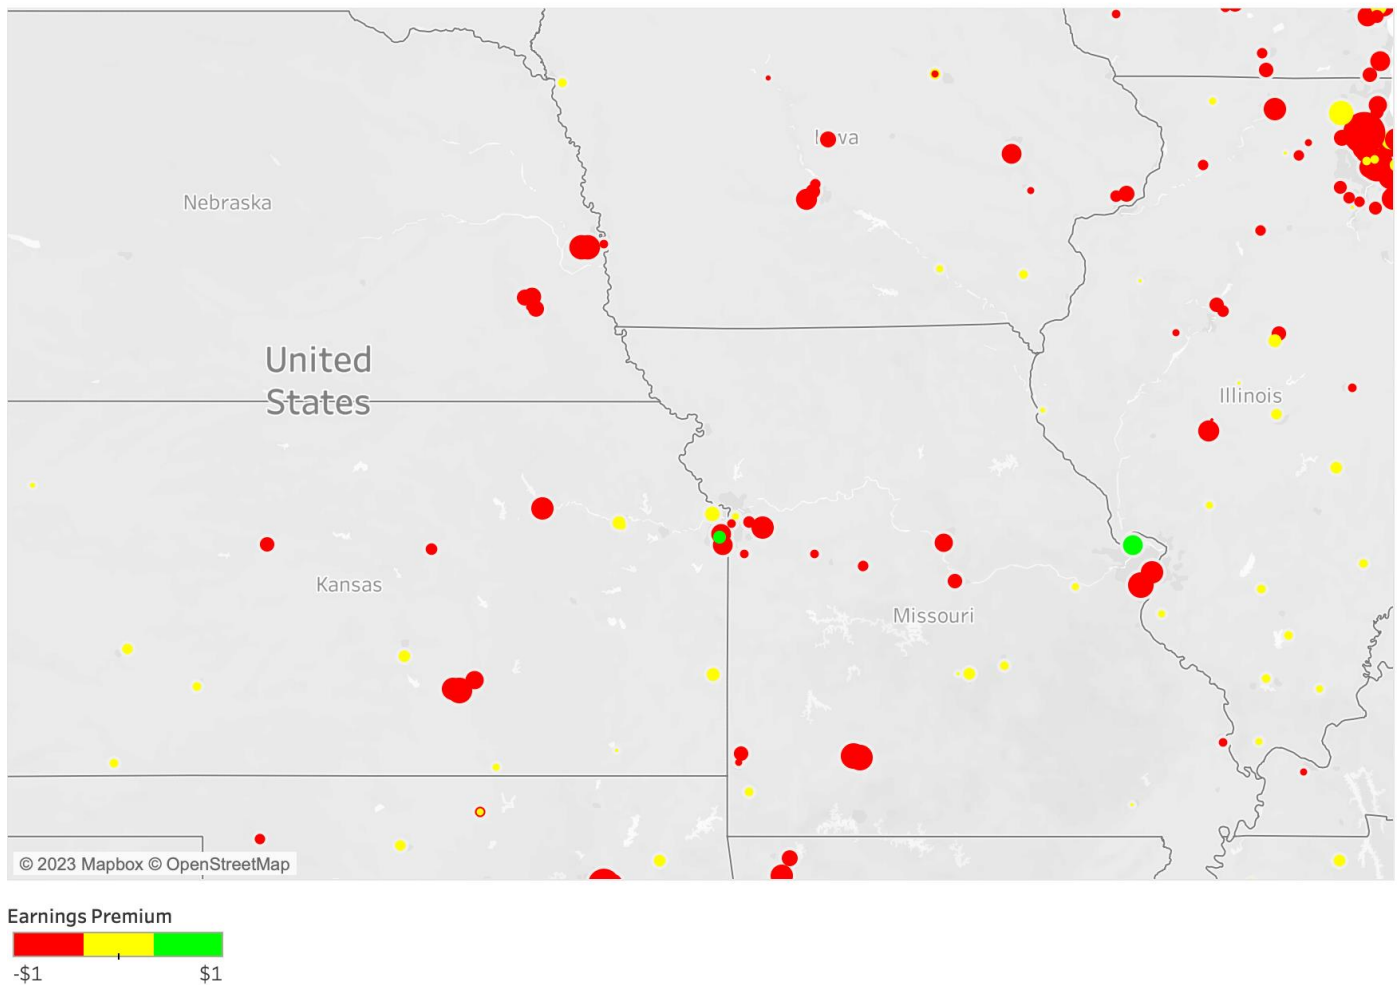 Iowa
Nebraska
United
States
Illinois
Kansas
Missouri
© 2023 Mapbox © OpenStreetMap
Earnings Premium
-$1 $1